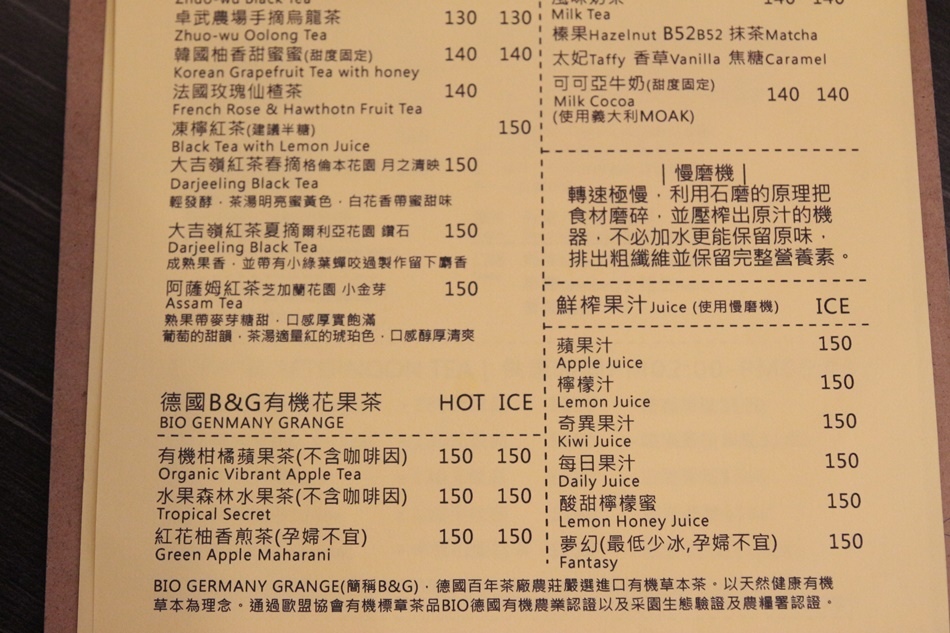 Zhuo-wu Black Tea
卓武農場手摘烏龍茶 130 130
Zhuo-wu Oolong Tea
韓國柚香甜蜜蜜(甜度固定) 140 140
Korean Grapefruit Tea with honey
法國玫瑰仙楂茶 140
French Rose & Hawthotn Fruit Tea
凍檸紅茶(建議半糖) 150
Black Tea with Lemon Juice
大吉嶺紅茶春摘格倫本花園 月之清映 150
Darjeeling Black Tea
輕發酵．茶湯明亮蜜黃色．白花香帶蜜甜味
大吉嶺紅茶夏摘爾利亞花園 鑽石 150
Darjeeling Black Tea
成熟果香．並帶有小綠葉蟬咬過製作留下麝香
阿薩姆紅茶芝加蘭花園 小金芽 150
Assam Tea
熟果帶麥芽糖甜．口感厚實飽滿
葡萄的甜韻．茶湯適量紅的琥珀色．口感醇厚清爽
德國B&G有機花果茶 HOT ICE
BIO GENMANY GRANGE
有機柑橘蘋果茶(不含咖啡因) 150 150
Organic Vibrant Apple Tea
水果森林水果茶(不含咖啡因) 150 150
Tropical Secret
紅花柚香煎茶(孕婦不宜) 150 150
Green Apple Maharani
風味奶茶 140 140
Milk Tea
榛果Hazelnut B52B52 抹茶Matcha
太妃Taffy 香草Vanilla 焦糖Caramel
可可亞牛奶(甜度固定) 140 140
Milk Cocoa
(使用義大利MOAK)
｜慢磨機｜
轉速極慢，利用石磨的原理把
食材磨碎，並壓榨出原汁的機
器，不必加水更能保留原味，
排出粗纖維並保留完整營養素。
鮮榨果汁Juice (使用慢磨機) ICE
蘋果汁 150
Apple Juice
檸檬汁 150
Lemon Juice
奇異果汁 150
Kiwi Juice
每日果汁 150
Daily Juice
酸甜檸檬蜜 150
Lemon Honey Juice
夢幻(最低少冰,孕婦不宜) 150
Fantasy
BIO GERMANY GRANGE(簡稱B&G)．德國百年茶廠農莊嚴選進口有機草本茶。以天然健康有機
草本為理念。通過歐盟協會有機標章茶品BIO德國有機農業認證以及采園生態驗證及農糧署認證。